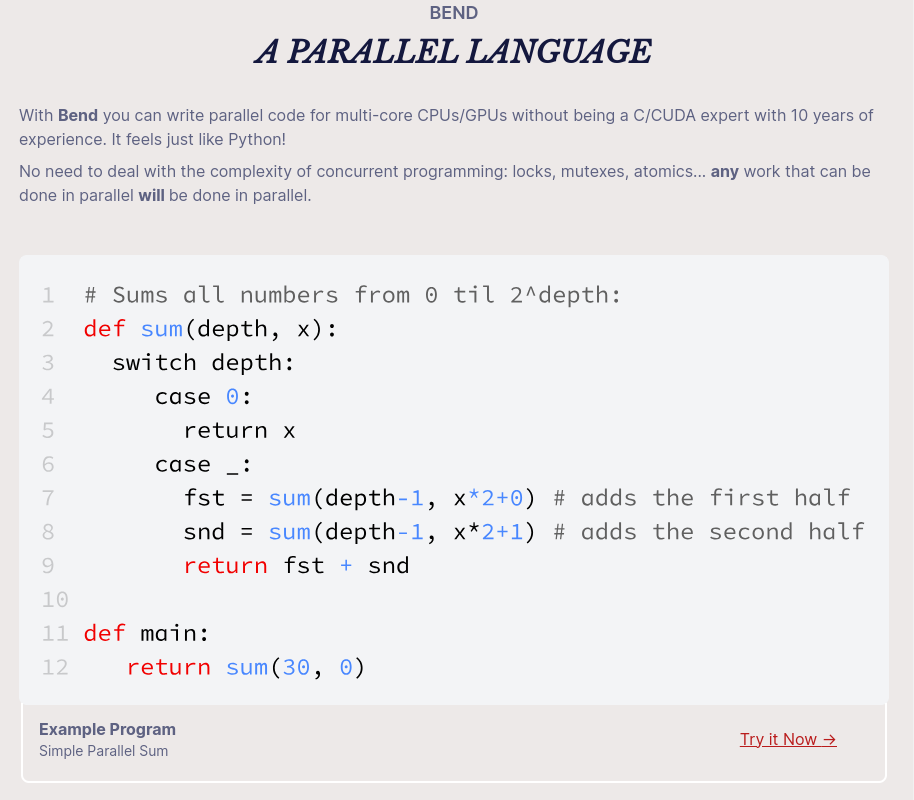 BEND
A PARALLEL LANGUAGE
With Bend you can write parallel code for multi-core CPUs/GPUs without being a C/CUDA expert with 10 years of
experience. It feels just like Python!
No need to deal with the complexity of concurrent programming: locks, mutexes, atomics... any work that can be
done in parallel will be done in parallel.
1 # Sums all numbers from 0 til 2^depth:
2 def sum(depth, x):
3   switch depth:
4      case 0:
5        return x
6      case _:
7        fst = sum(depth-1, x*2+0) # adds the first half
8        snd = sum(depth-1, x*2+1) # adds the second half
9        return fst + snd
10
11 def main:
12    return sum(30, 0)
Example Program
Simple Parallel Sum
Try it Now →